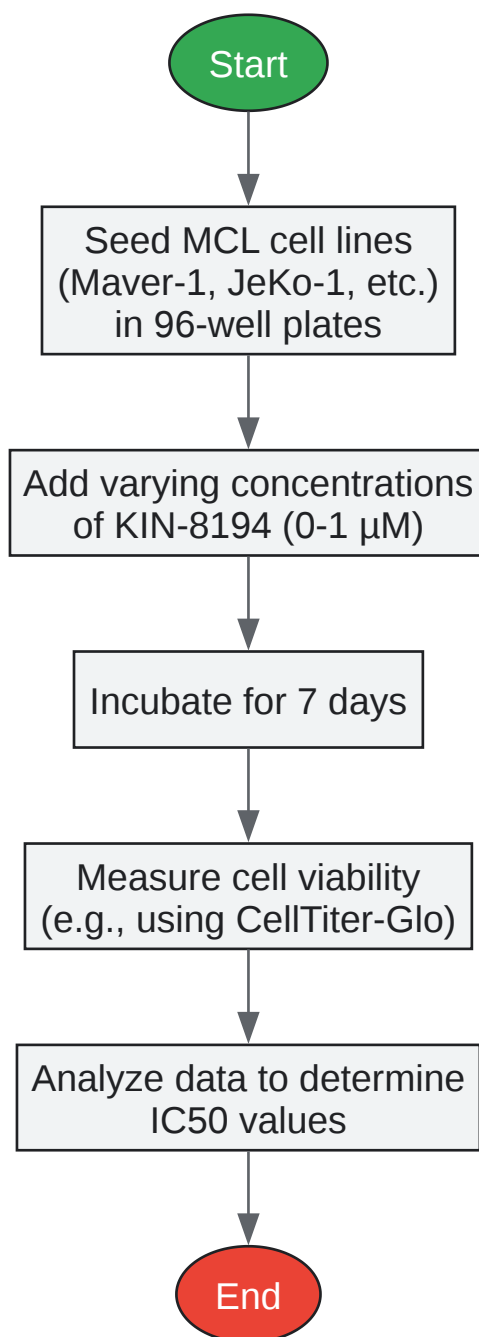 Start
Seed MCL cell lines
(Maver-1, JeKo-1, etc.)
in 96-well plates
Add varying concentrations
of KIN-8194 (0-1 µM)
Incubate for 7 days
Measure cell viability
(e.g., using CellTiter-Glo)
Analyze data to determine
IC50 values
End